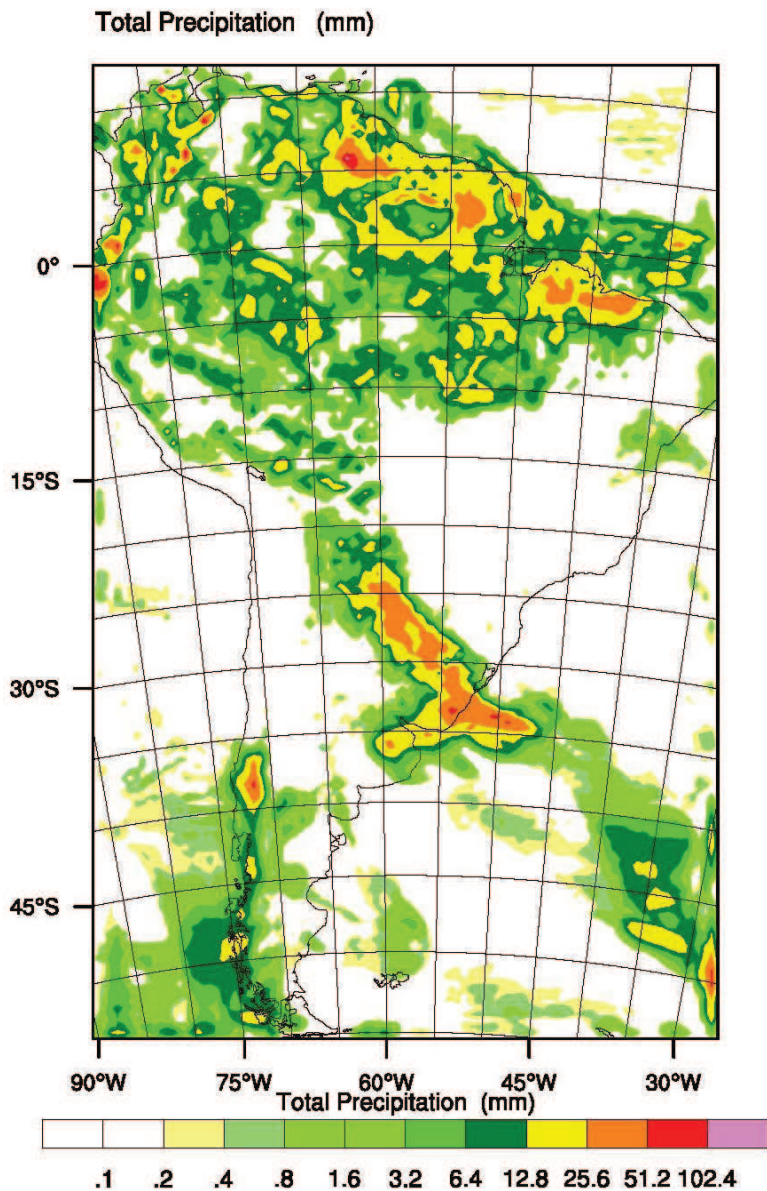 Total Precipitation (mm)
0°
15°S
30°S
45°S
90°W 75°W 60°W 45°W 30°W
Total Precipitation (mm)
.1 .2 .4 .8 1.6 3.2 6.4 12.8 25.6 51.2 102.4